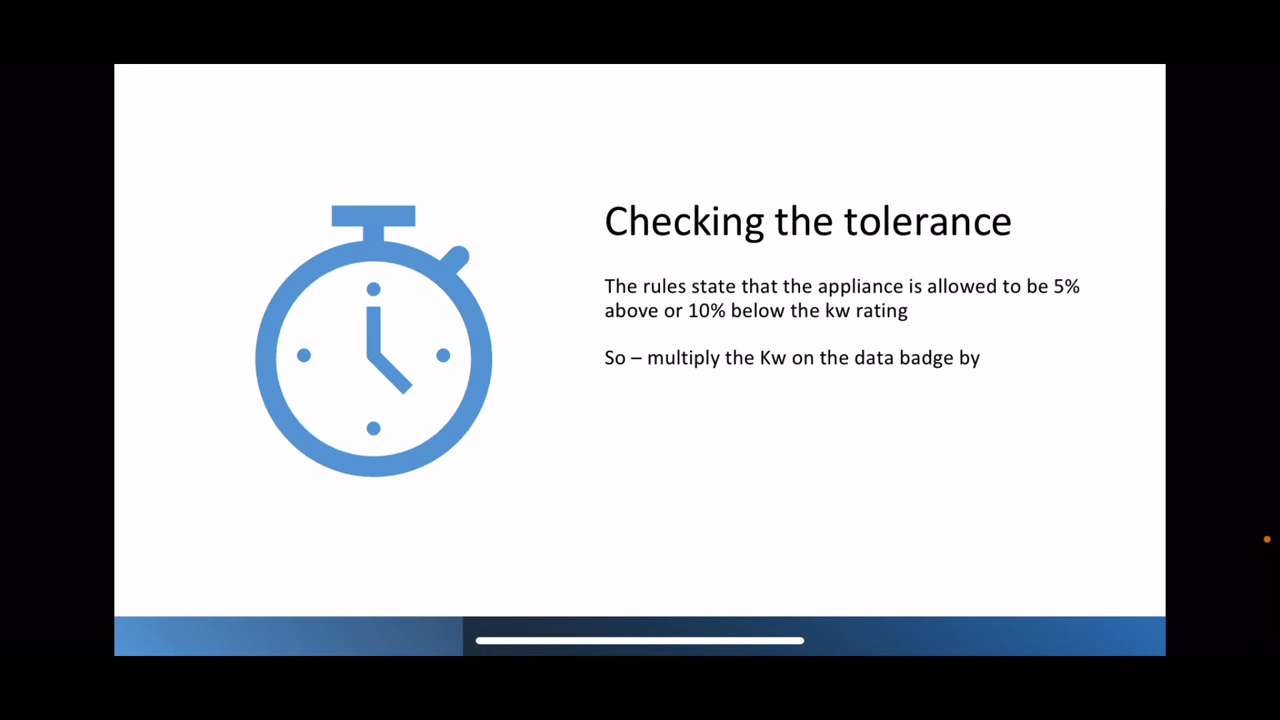 Checking the tolerance
The rules state that the appliance is allowed to be 5%
above or 10% below the kw rating
So – multiply the Kw on the data badge by